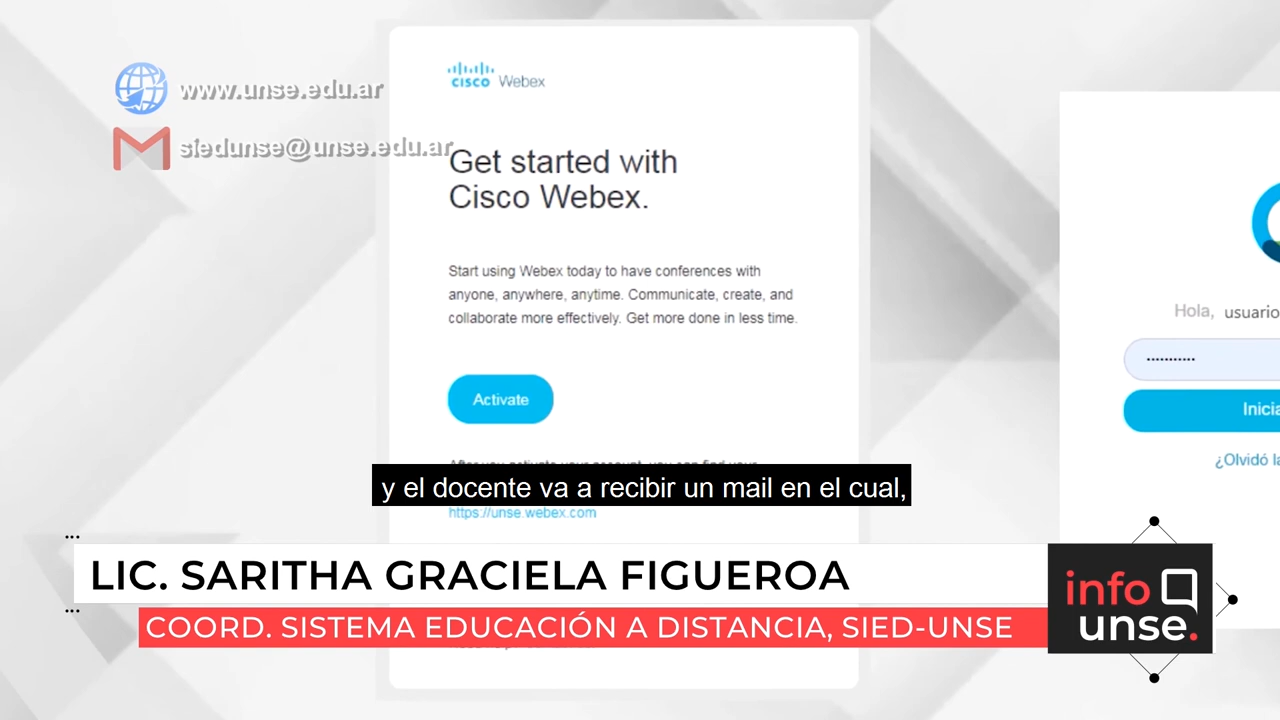 www.unse.edu.ar
siedunse@unse.edu.ar
CISCO Webex
Get started with
Cisco Webex.
Start using Webex today to have conferences with
anyone, anywhere, anytime. Communicate, create, and
collaborate more effectively. Get more done in less time.
Activate
https://unse.webex.com
Hola, usuario
Inicia
¿Olvidó la
y el docente va a recibir un mail en el cual,
LIC. SARITHA GRACIELA FIGUEROA
COORD. SISTEMA EDUCACIÓN A DISTANCIA, SIED-UNSE
info
unse.